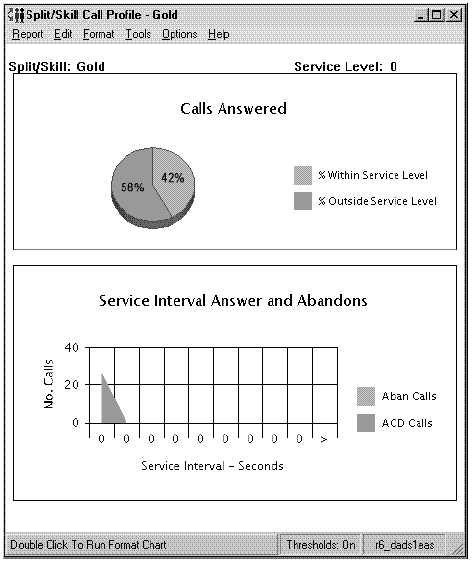 Split/Skill Call Profile - Gold
Report Edit Format Tools Options Help
Split/Skill: Gold Service Level: 0
Calls Answered
58% 42%
% Within Service Level
% Outside Service Level
Service Interval Answer and Abandons
No. Calls
40
20
0
0 0 0 0 0 0 0 0 0 >
Service Interval - Seconds
Aban Calls
ACD Calls
Double Click To Run Format Chart Thresholds: On r6_dads1eas